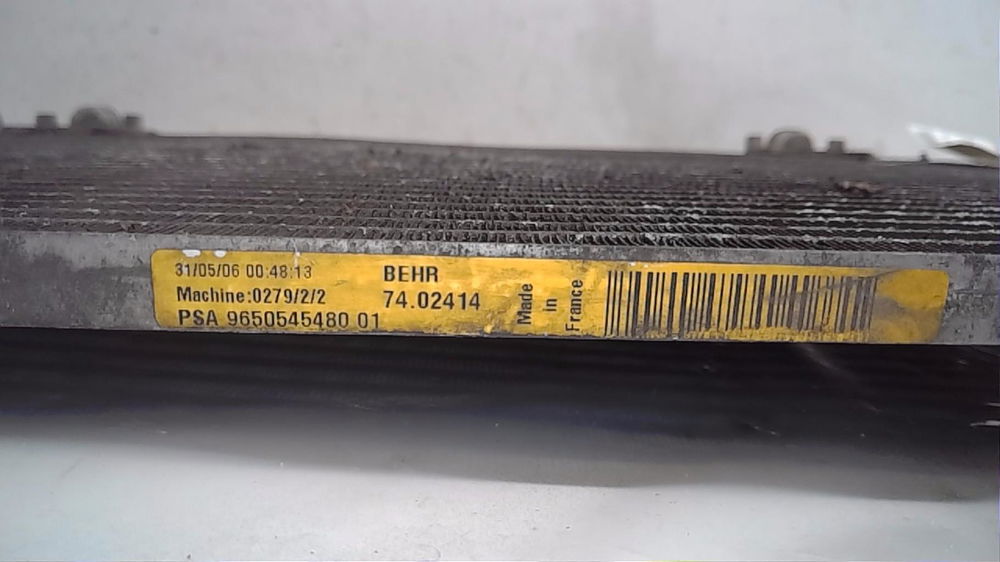 31/05/06 00:48:13
Machine:0279/2/2
PSA 9650545480 01
BEHR
74.02414
Made
in
France